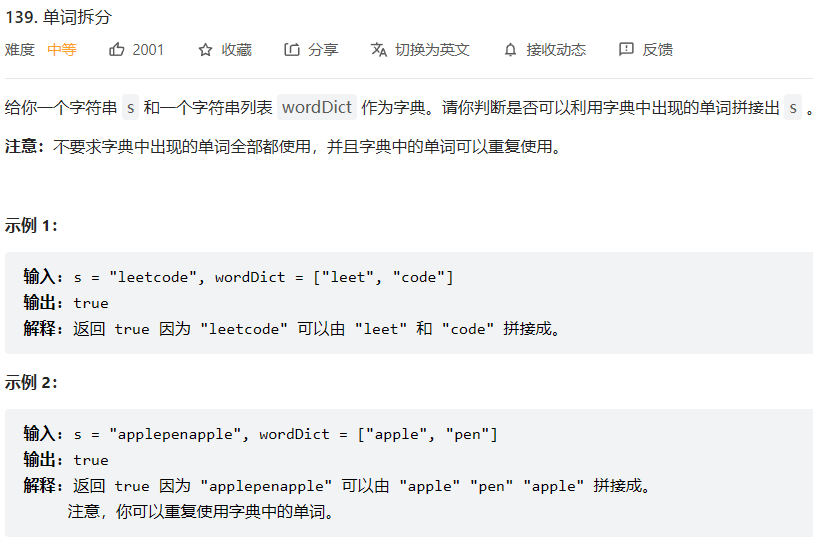 139. 单词拆分
难度 中等 2001 收藏 分享 切换为英文 接收动态 反馈
给你一个字符串 s 和一个字符串列表 wordDict 作为字典。请你判断是否可以利用字典中出现的单词拼接出 s 。
注意：不要求字典中出现的单词全部都使用，并且字典中的单词可以重复使用。
示例 1：
输入: s = "leetcode", wordDict = ["leet", "code"]
输出: true
解释: 返回 true 因为 "leetcode" 可以由 "leet" 和 "code" 拼接成。
示例 2：
输入: s = "applepenapple", wordDict = ["apple", "pen"]
输出: true
解释: 返回 true 因为 "applepenapple" 可以由 "apple" "pen" "apple" 拼接成。
注意，你可以重复使用字典中的单词。